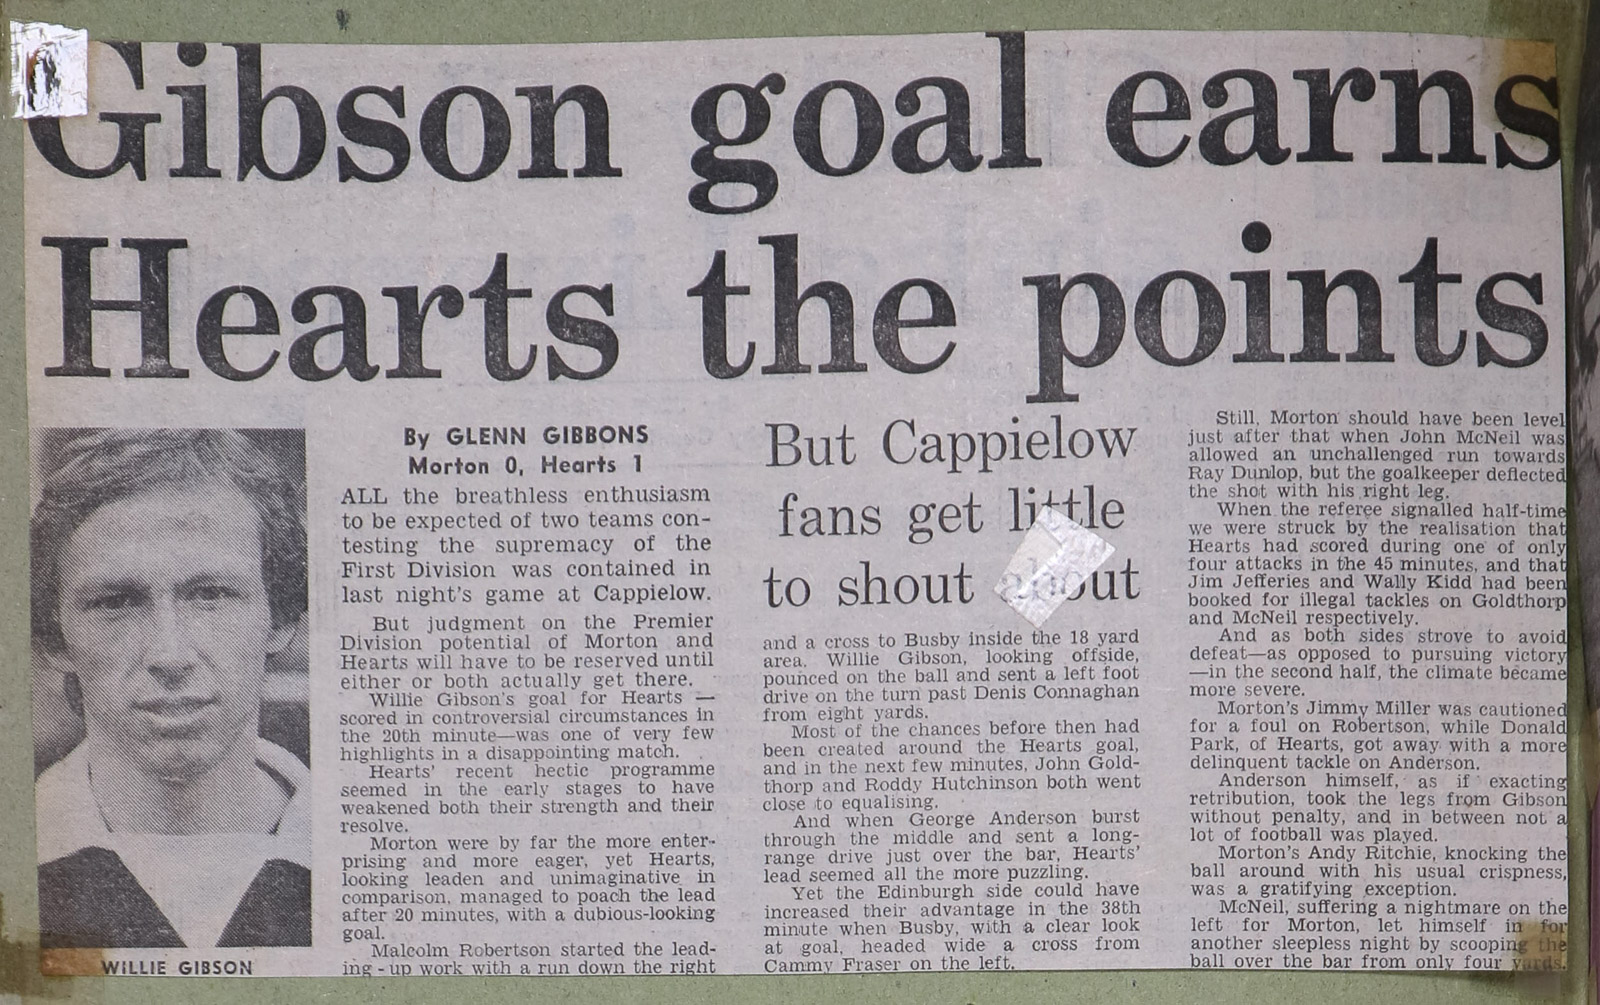 Gibson goal earns
Hearts the points
WILLIE GIBSON
By GLENN GIBBONS
Morton 0, Hearts 1
ALL the breathless enthusiasm
to be expected of two teams con-
testing the supremacy of the
First Division was contained in
last night's game at Cappielow.
But judgment on the Premier
Division potential of Morton and
Hearts will have to be reserved until
either or both actually get there.
Willie Gibson's goal for Hearts —
scored in controversial circumstances in
the 20th minute—was one of very few
highlights in a disappointing match.
Hearts' recent hectic programme
seemed in the early stages to have
weakened both their strength and their
resolve.
Morton were by far the more enter-
prising and more eager, yet Hearts,
looking leaden and unimaginative in
comparison, managed to poach the lead
after 20 minutes, with a dubious-looking
goal.
Malcolm Robertson started the lead-
ing-up work with a run down the right
But Cappielow
fans get little
to shout about
and a cross to Busby inside the 18 yard
area. Willie Gibson, looking offside,
pounced on the ball and sent a left foot
drive on the turn past Denis Connaghan
from eight yards.
Most of the chances before then had
been created around the Hearts goal,
and in the next few minutes, John Gold-
thorp and Roddy Hutchinson both went
close to equalising.
And when George Anderson burst
through the middle and sent a long-
range drive just over the bar, Hearts'
lead seemed all the more puzzling.
Yet the Edinburgh side could have
increased their advantage in the 38th
minute when Busby, with a clear look
at goal, headed wide a cross from
Cammy Fraser on the left.
Still, Morton should have been level
just after that when John McNeil was
allowed an unchallenged run towards
Ray Dunlop, but the goalkeeper deflected
the shot with his right leg.
When the referee signalled half-time
we were struck by the realisation that
Hearts had scored during one of only
four attacks in the 45 minutes, and that
Jim Jefferies and Wally Kidd had been
booked for illegal tackles on Goldthorp
and McNeil respectively.
And as both sides strove to avoid
defeat—as opposed to pursuing victory
—in the second half, the climate became
more severe.
Morton's Jimmy Miller was cautioned
for a foul on Robertson, while Donald
Park, of Hearts, got away with a more
delinquent tackle on Anderson.
Anderson himself, as if exacting
retribution, took the legs from Gibson
without penalty, and in between not a
lot of football was played.
Morton's Andy Ritchie, knocking the
ball around with his usual crispness,
was a gratifying exception.
McNeil, suffering a nightmare on the
left for Morton, let himself in for
another sleepless night by scooping the
ball over the bar from only four yards.